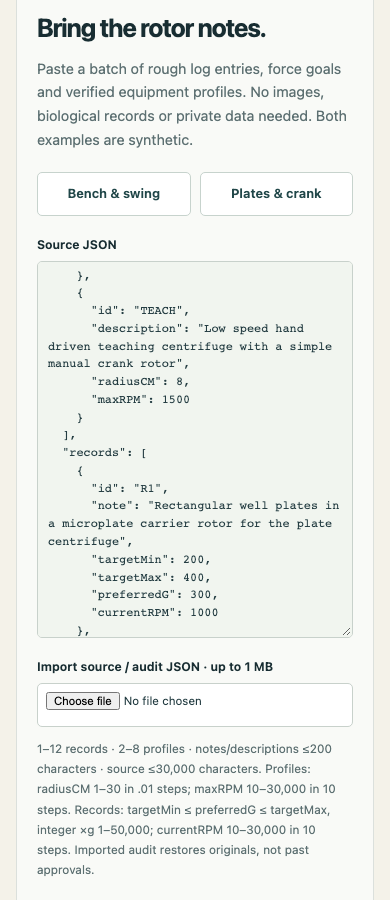 Bring the rotor notes.
Paste a batch of rough log entries, force goals
and verified equipment profiles. No images,
biological records or private data needed. Both
examples are synthetic.
Bench & swing
Plates & crank
Source JSON
},
{
"id": "TEACH",
"description": "Low speed hand
driven teaching centrifuge with a simple
manual crank rotor",
"radiusCM": 8,
"maxRPM": 1500
}
],
"records": [
{
"id": "R1",
"note": "Rectangular well plates in
a microplate carrier rotor for the plate
centrifuge",
"targetMin": 200,
"targetMax": 400,
"preferredG": 300,
"currentRPM": 1000
},
Import source / audit JSON · up to 1 MB
Choose file No file chosen
1–12 records · 2–8 profiles · notes/descriptions ≤200
characters · source ≤30,000 characters. Profiles:
radiusCM 1–30 in .01 steps; maxRPM 10–30,000 in 10
steps. Records: targetMin ≤ preferredG ≤ targetMax,
integer ×g 1–50,000; currentRPM 10–30,000 in 10
steps. Imported audit restores originals, not past
approvals.